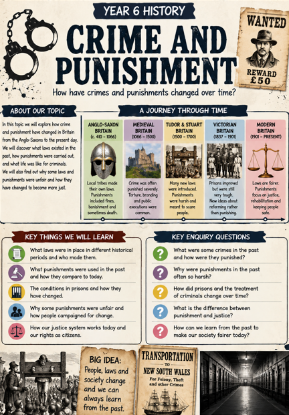 YEAR 6 HISTORY
CRIME AND
PUNISHMENT
How have crimes and punishments changed over time?
WANTED
REWARD
£50
ABOUT OUR TOPIC
In this topic, we will explore how crime
and punishment have changed in Britain
from the Anglo-Saxons to the present day.
We will discover what laws existed in the
past, how punishments were carried out,
and what life was like for criminals.
We will also find out why some laws and
punishments were unfair and how they
have changed to become more just.
A JOURNEY THROUGH TIME
ANGLO-SAXON
BRITAIN
(c. 410 – 1066)
Local tribes made
their own laws.
Punishments
included fines,
banishment and
sometimes death.
MEDIEVAL
BRITAIN
(1066 – 1500)
Crime was often
punished severely.
Torture, branding
and public
executions were
common.
TUDOR & STUART
BRITAIN
(1500 – 1700)
Many new laws
were introduced.
Punishments were
harsh and meant
to scare
people.
VICTORIAN
BRITAIN
(1837 – 1901)
Prisons improved
but were still
very tough.
New ideas about
reforming rather
than punishing.
MODERN
BRITAIN
(1901 – PRESENT)
Laws are fairer.
Punishments
focus on justice,
rehabilitation and
keeping people
safe.
KEY THINGS WE WILL LEARN
What laws were in place in different historical
periods and who made them.
What punishments were used in the past
and how they compare to today.
The conditions in prisons and how they
have changed.
Why some punishments were unfair and
how people campaigned for change.
How our justice system works today and
our rights as citizens.
KEY ENQUIRY QUESTIONS
What were some crimes in the past
and how were they punished?
Why were punishments in the past
often so harsh?
How did prisons and the treatment
of criminals change over time?
What is the difference between
punishment and justice?
How can we learn from the past to
make our society fairer today?
BIG IDEA:
People, laws
and society
change and
we can
always learn
from the
past.
TRANSPORTATION
TO
NEW SOUTH WALES
For Felony, Theft
and other Crimes